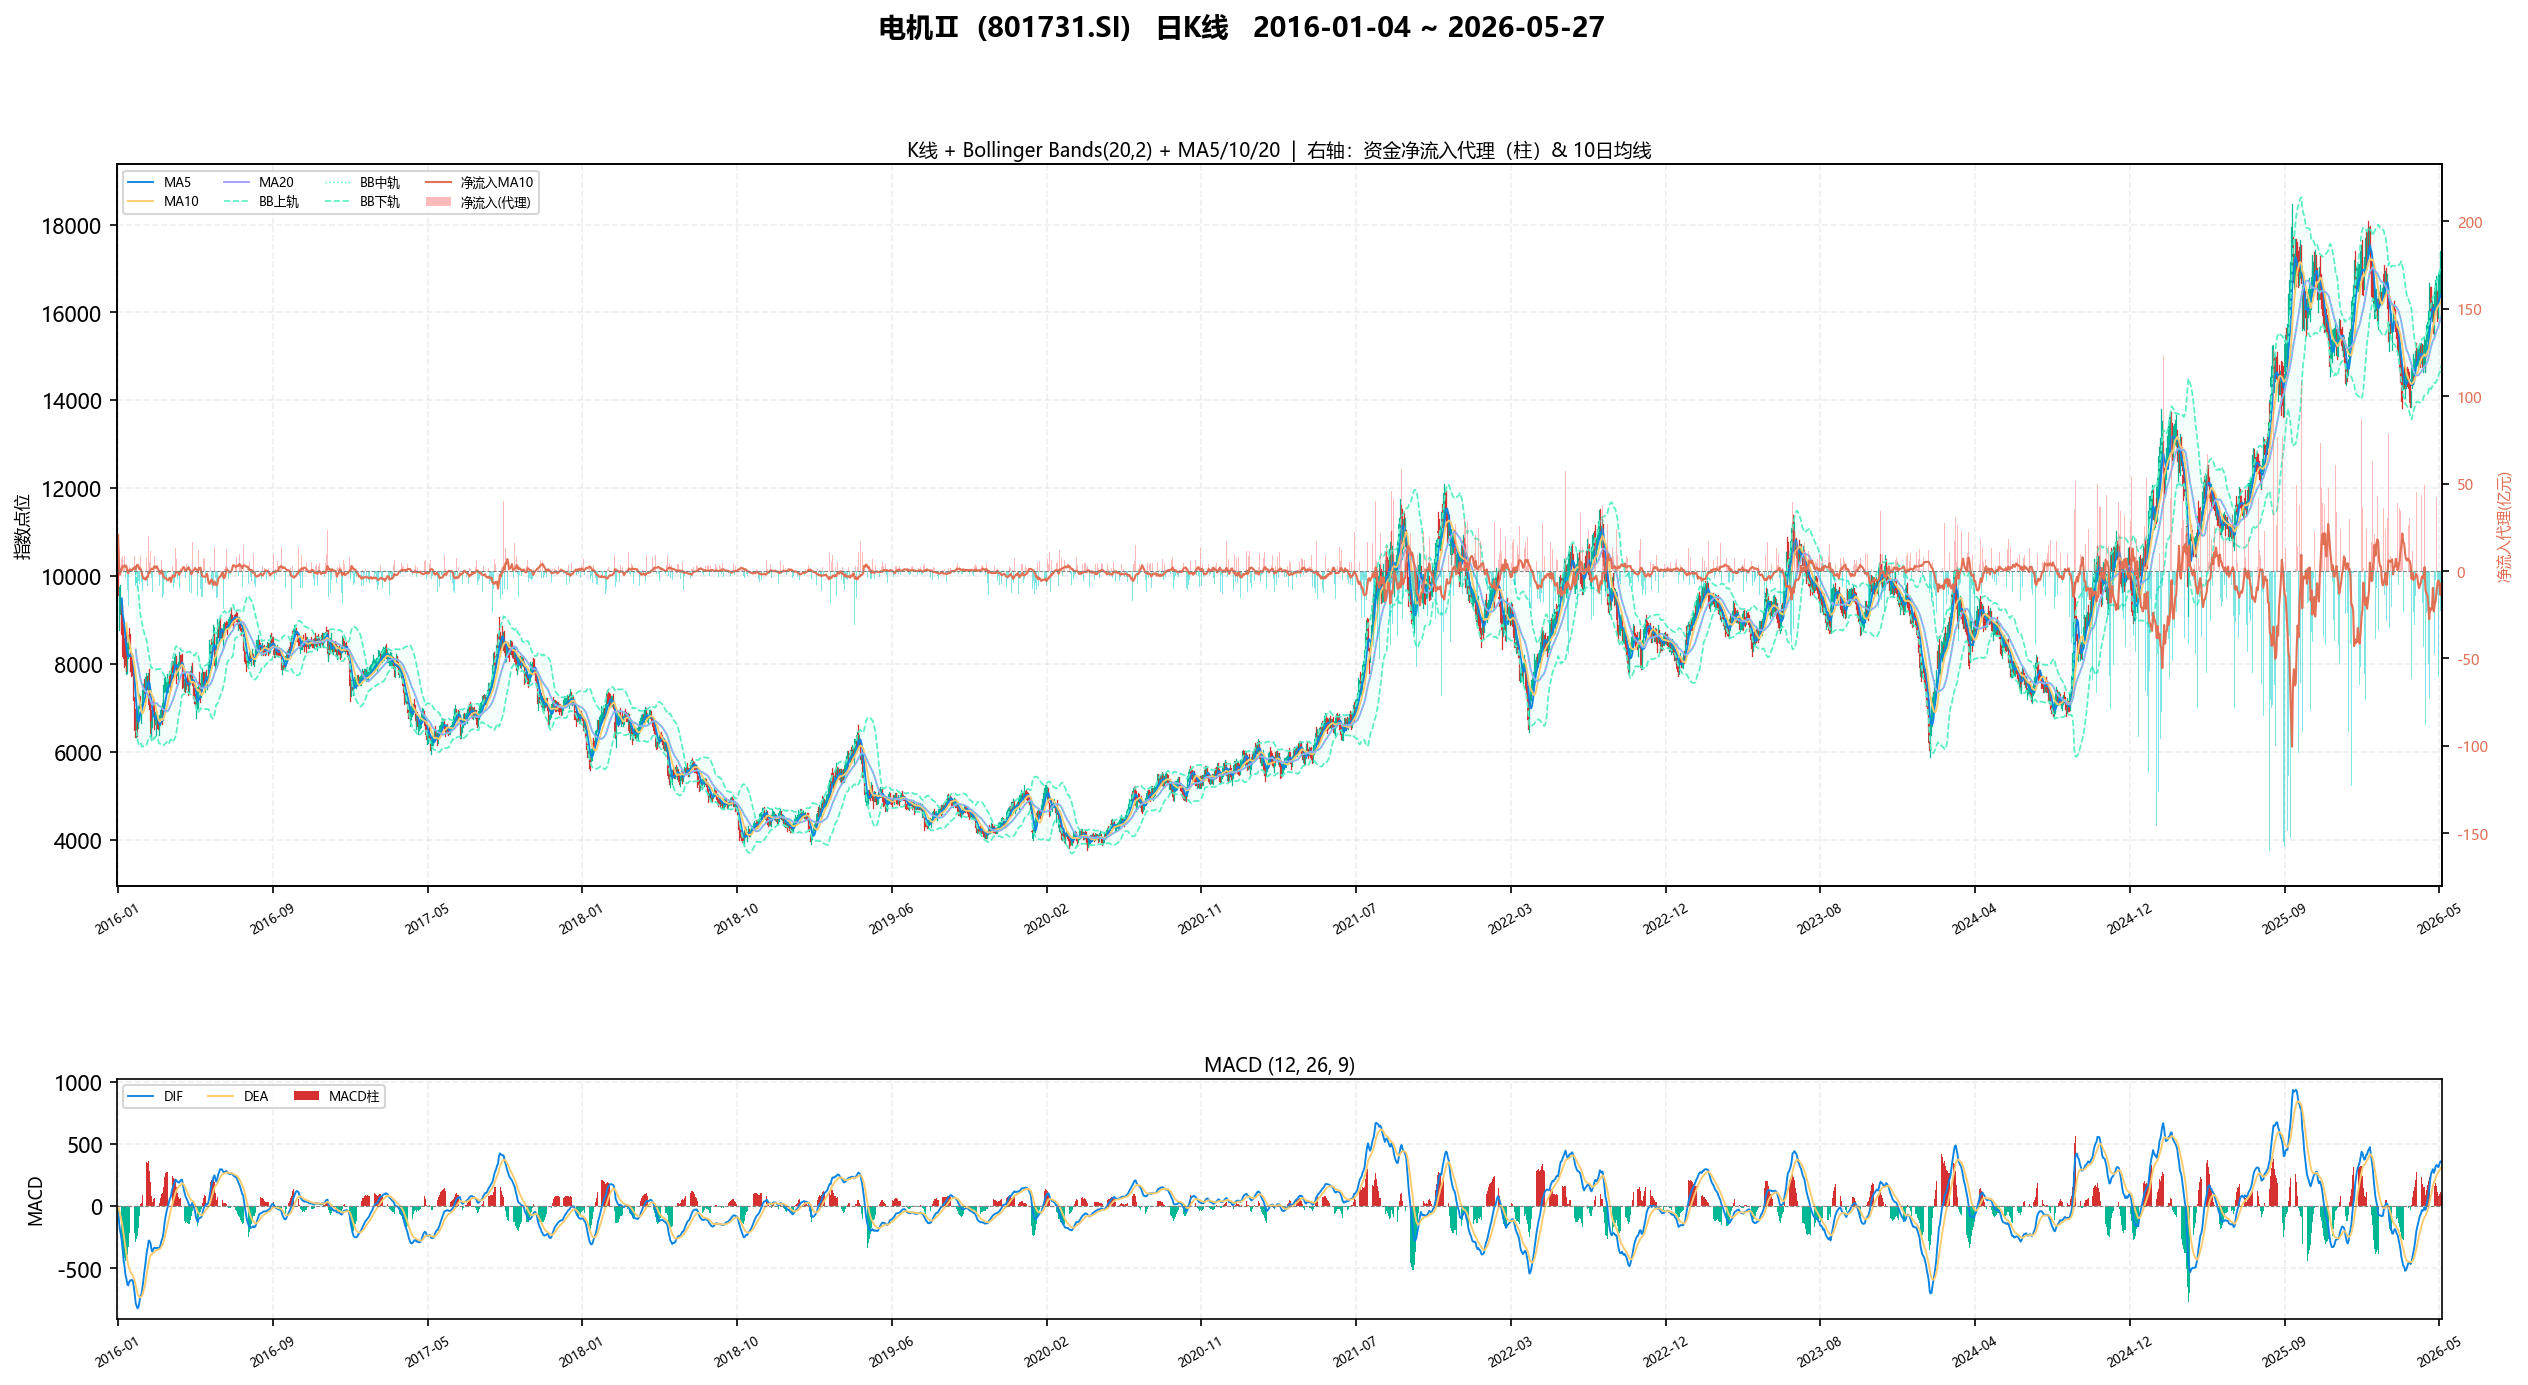 电机Ⅱ (801731.SI) 日K线 2016-01-04 ~ 2026-05-27
K线 + Bollinger Bands(20,2) + MA5/10/20 | 右轴：资金净流入代理（柱）& 10日均线
MA5 MA20 BB中轨 净流入MA10
MA10 BB上轨 BB下轨 净流入(代理)
指数点位
18000
16000
14000
12000
10000
8000
6000
4000
200
150
100
50
0
-50
-100
-150
净流入代理(亿元)
2016-01 2016-09 2017-05 2018-01 2018-10 2019-06 2020-02 2020-11 2021-07 2022-03 2022-12 2023-08 2024-04 2024-12 2025-09 2026-05
MACD (12, 26, 9)
DIF DEA MACD柱
MACD
1000
500
0
-500
2016-01 2016-09 2017-05 2018-01 2018-10 2019-06 2020-02 2020-11 2021-07 2022-03 2022-12 2023-08 2024-04 2024-12 2025-09 2026-05